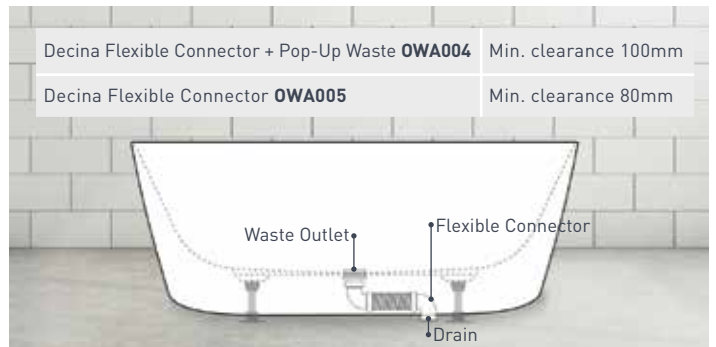 Decina Flexible Connector + Pop-Up Waste OWA004 Min. clearance 100mm
Decina Flexible Connector OWA005 Min. clearance 80mm
Waste Outlet
Flexible Connector
Drain